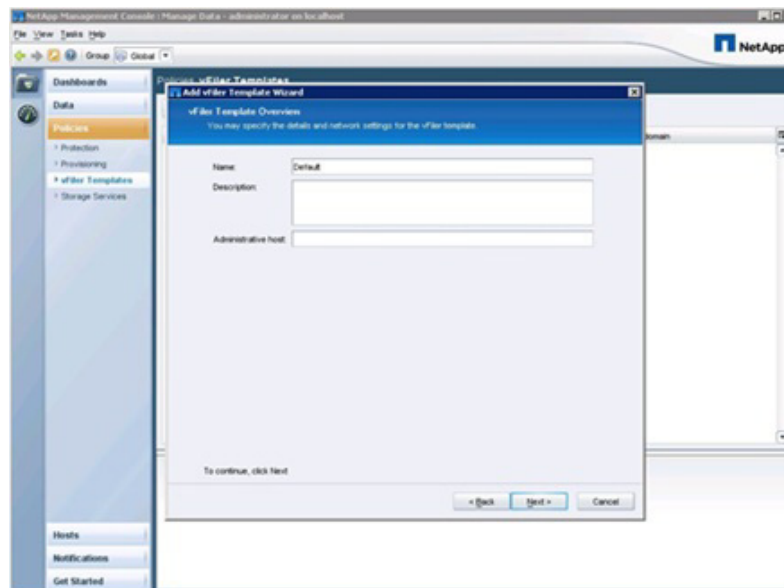 NetApp Management Console : Manage Data - administrator on localhost
File View Tasks Help
Group Global
NetApp
Dashboards
Data
Policies
Protection
Provisioning
vFiler Templates
Storage Services
Hosts
Notifications
Get Started
Policies vFiler Templates
domain
Add vFiler Template Wizard
vFiler Template Overview
You may specify the details and network settings for the vFiler template.
Name: Default
Description:
Administrative host:
To continue, click Next
< Back Next > Cancel